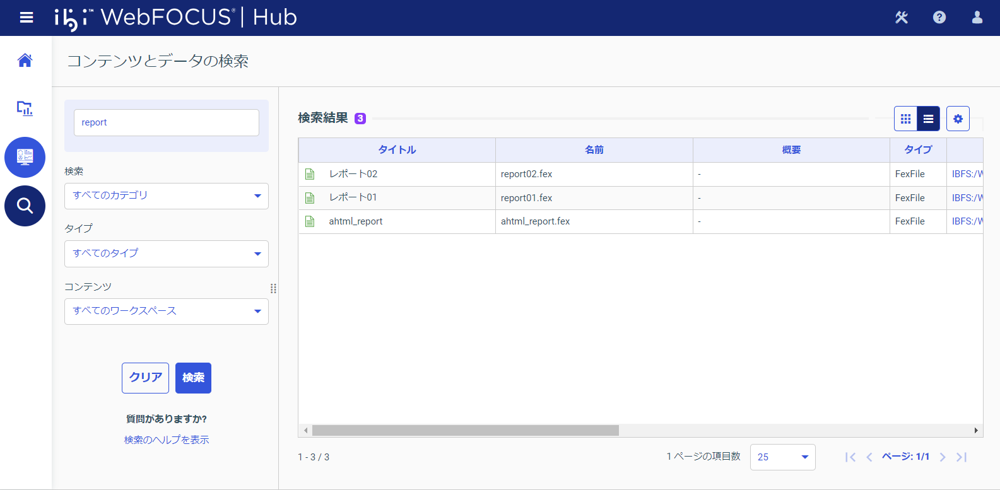 ibi™ WebFOCUS® | Hub
コンテンツとデータの検索
report
検索
すべてのカテゴリ
タイプ
すべてのタイプ
コンテンツ
すべてのワークスペース
クリア 検索
質問がありますか?
検索のヘルプを表示
検索結果 3
タイトル 名前 概要 タイプ
レポート02 report02.fex - FexFile IBFS:/W
レポート01 report01.fex - FexFile IBFS:/W
ahtml_report ahtml_report.fex - FexFile IBFS:/W
1 - 3 / 3 1 ページの項目数 25 ページ: 1/1